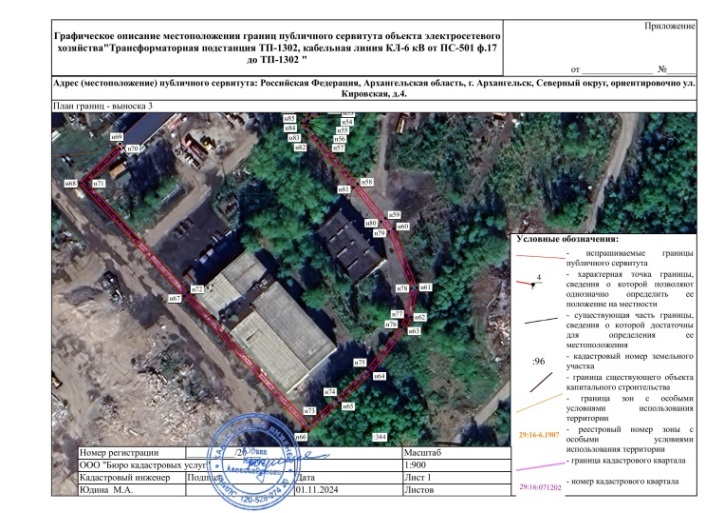 Приложение
Графическое описание местоположения границ публичного сервитута объекта электросетевого
хозяйства"Трансформаторная подстанция ТП-1302, кабельная линия КЛ-6 кВ от ПС-501 ф.17
до ТП-1302 "
от _______________ №______
Адрес (местоположение) публичного сервитута: Российская Федерация, Архангельская область, г. Архангельск, Северный округ, ориентировочно ул.
Кировская, д.4.
План границ - выноска 3
н85
н84
н83
н82
н54
н55
н56
н57
н69
н70
н68
н71
н58
н81
н59
н80
н60
н79
н72
н67
н78
н61
н77
н62
н76
н63
н75
н64
н74
н65
н73
н66
:344
Условные обозначения:
- испрашиваемые границы
публичного сервитута
4
- характерная точка границы,
сведения о которой позволяют
однозначно определить ее
положение на местности
- существующая часть границы,
сведения о которой достаточны
для определения ее
местоположения
:96
- кадастровый номер земельного
участка
- граница сществующего объекта
капитального строительства
- граница зон с особыми
условиями использования
территории
29:16-6.1907
- реестровый номер зоны с
особыми условиями
использования территории
- граница кадастрового квартала
29:16:071202
- номер кадастрового квартала
Номер регистрации
Масштаб
ООО "Бюро кадастровых услуг
1:900
Кадастровый инженер
Дата
Лист 1
Юдина М.А.
01.11.2024
Листов